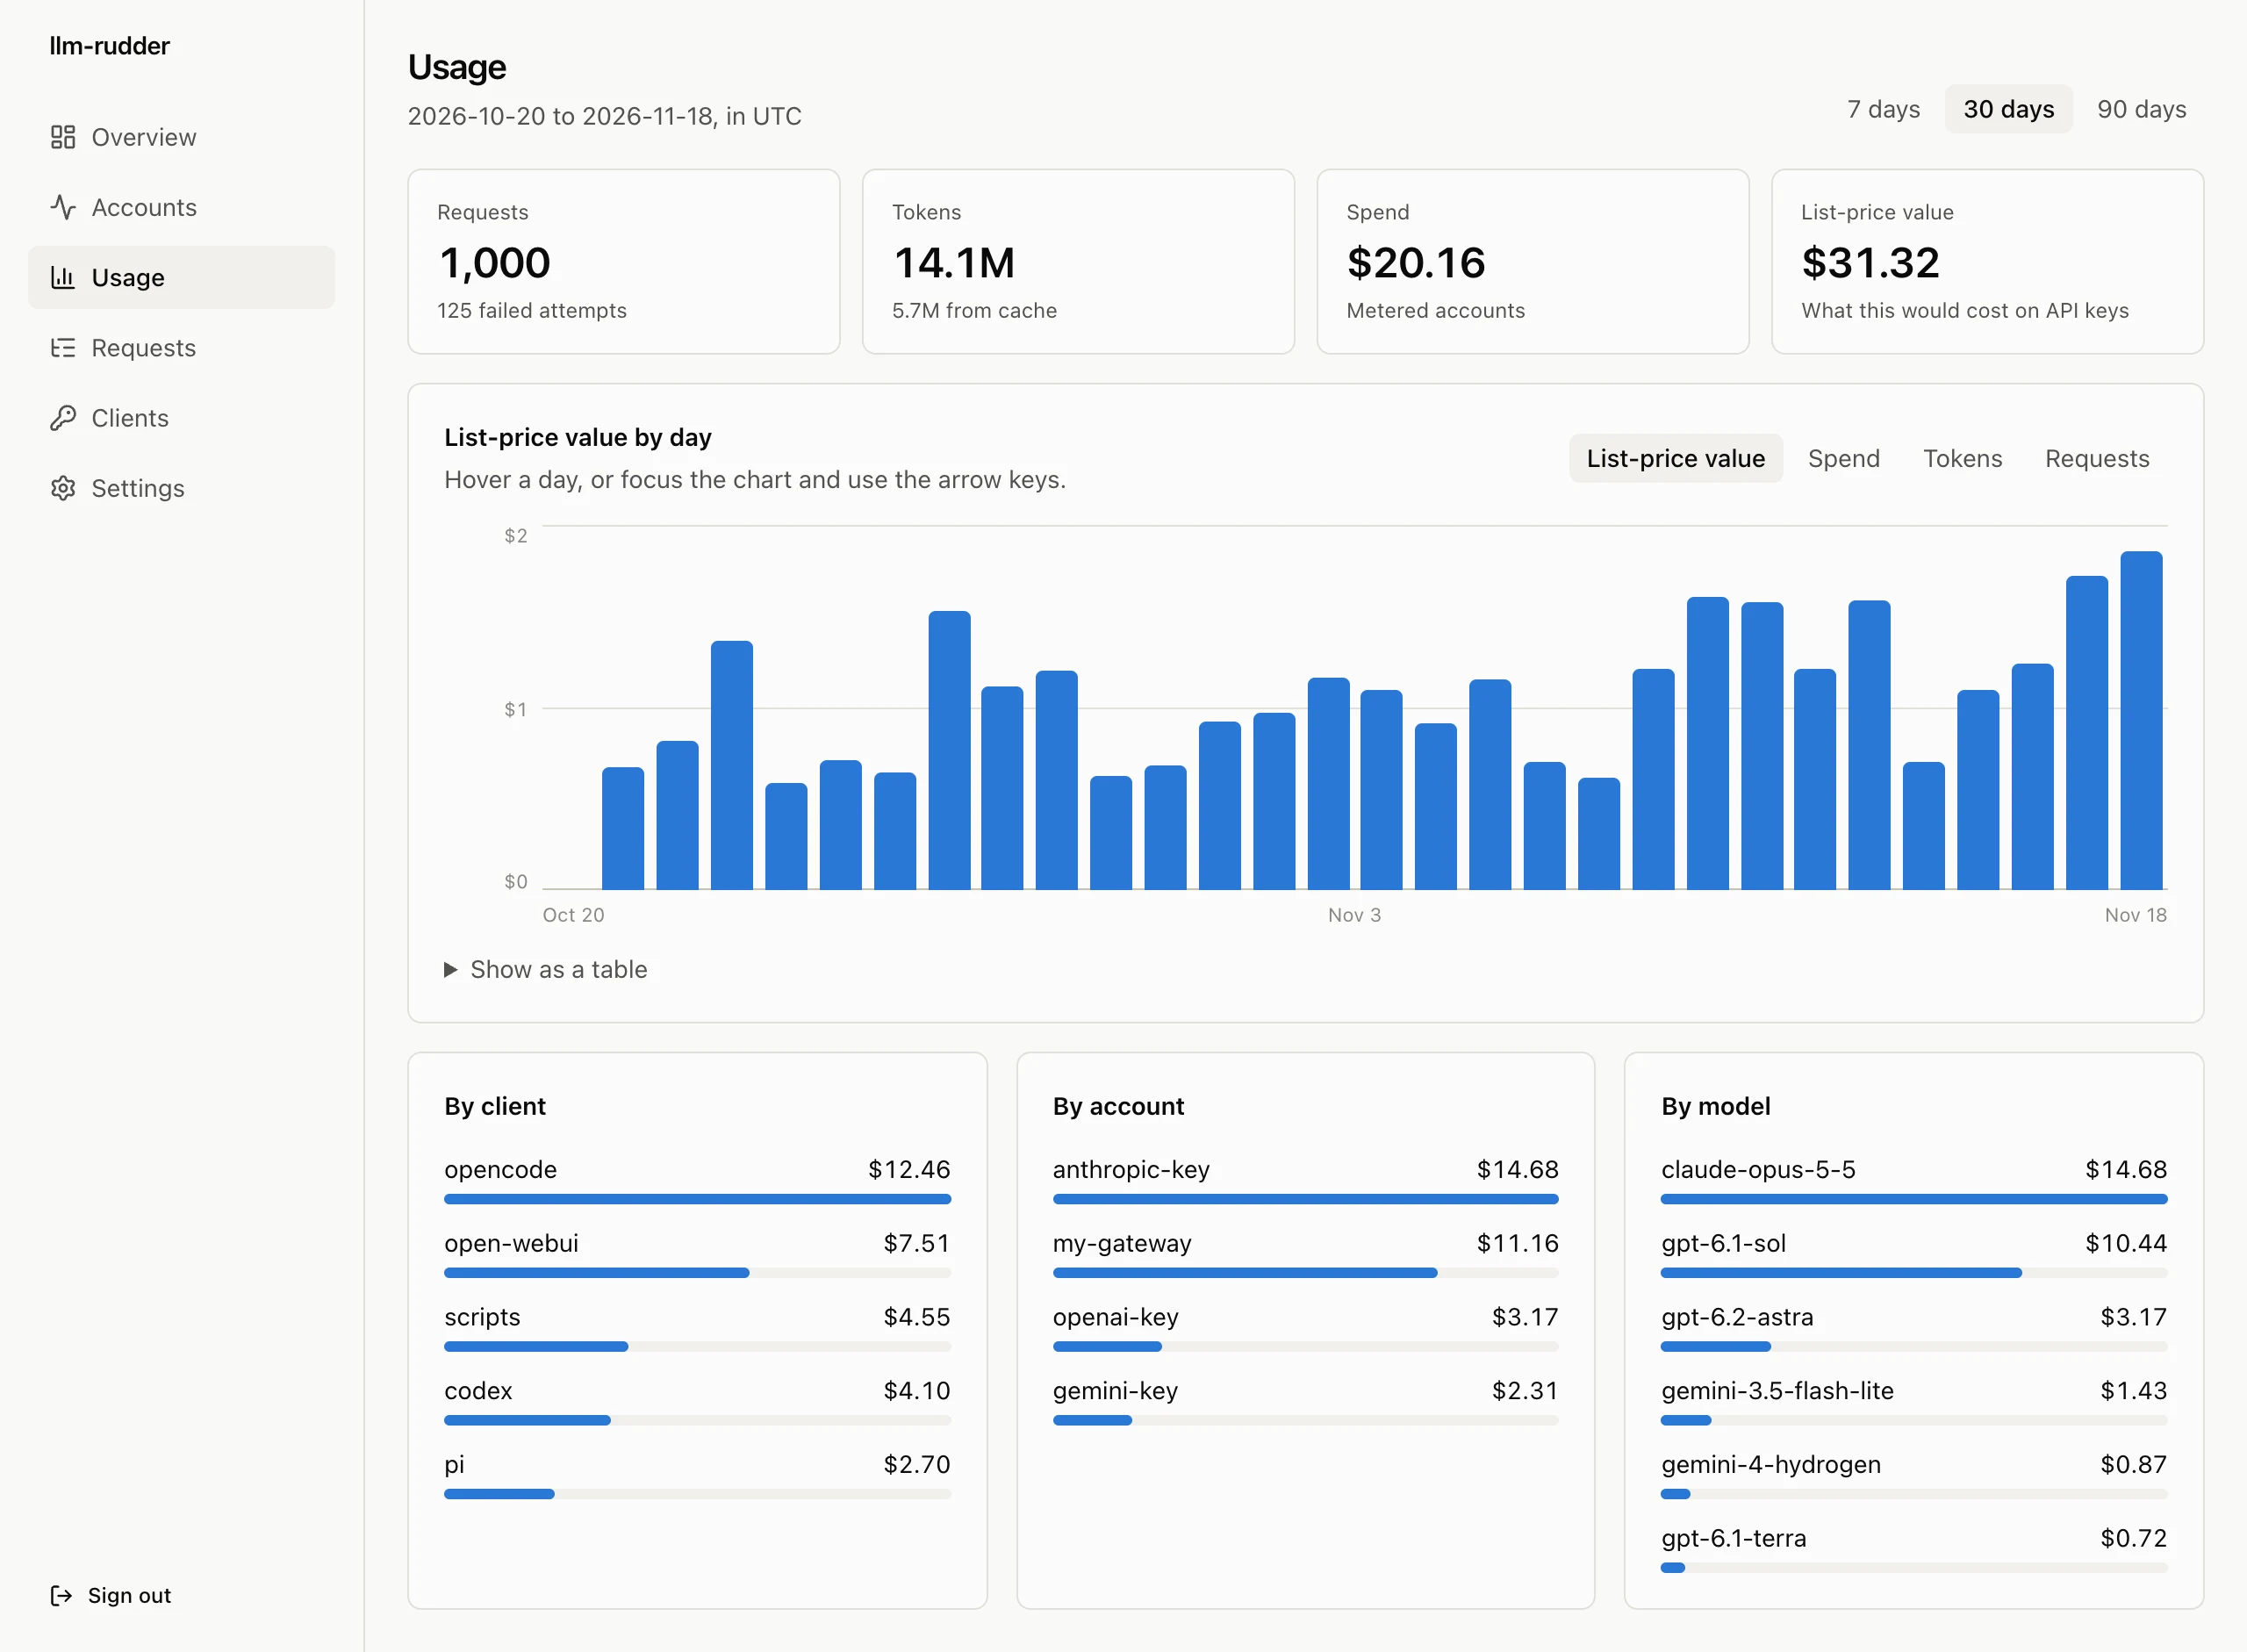 llm-rudder
Overview
Accounts
Usage
Requests
Clients
Settings
Sign out
Usage
2026-10-20 to 2026-11-18, in UTC
7 days
30 days
90 days
Requests
1,000
125 failed attempts
Tokens
14.1M
5.7M from cache
Spend
$20.16
Metered accounts
List-price value
$31.32
What this would cost on API keys
List-price value by day
Hover a day, or focus the chart and use the arrow keys.
List-price value
Spend
Tokens
Requests
$2
$1
$0
Oct 20
Nov 3
Nov 18
Show as a table
By client
opencode $12.46
open-webui $7.51
scripts $4.55
codex $4.10
pi $2.70
By account
anthropic-key $14.68
my-gateway $11.16
openai-key $3.17
gemini-key $2.31
By model
claude-opus-5-5 $14.68
gpt-6.1-sol $10.44
gpt-6.2-astra $3.17
gemini-3.5-flash-lite $1.43
gemini-4-hydrogen $0.87
gpt-6.1-terra $0.72